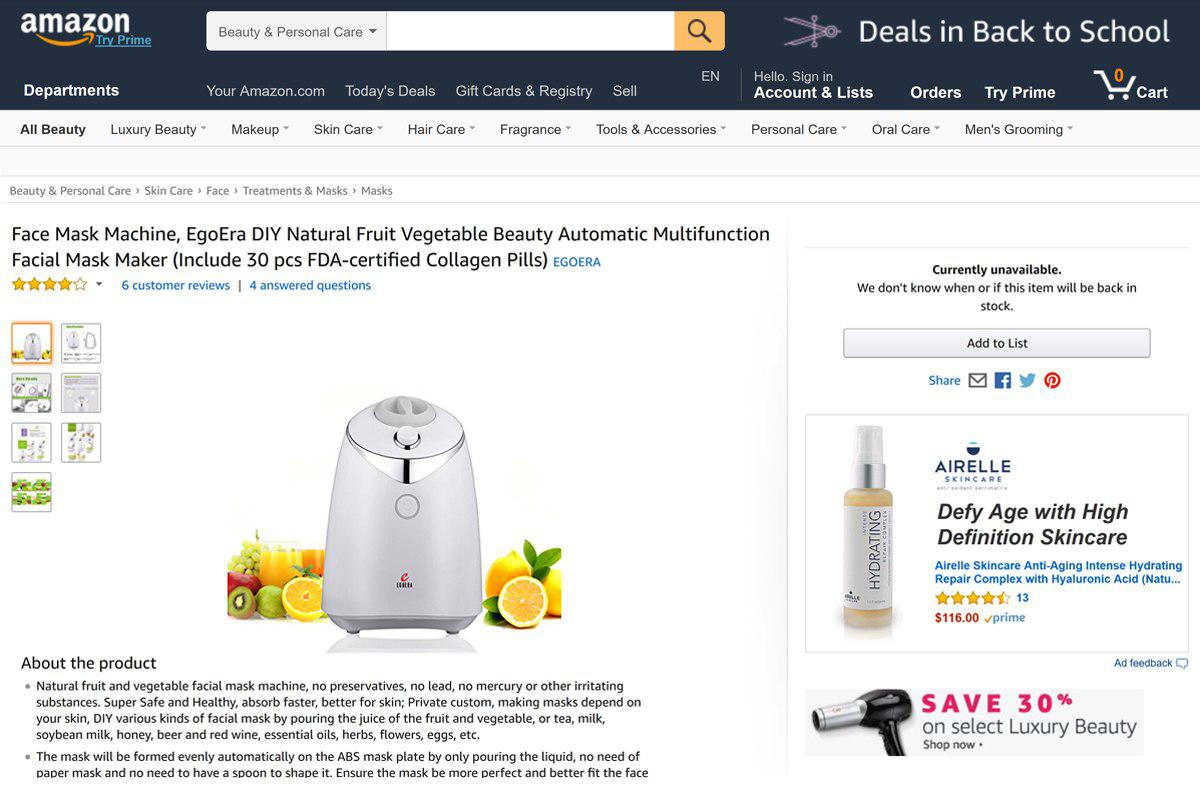 amazon
Try Prime
Beauty & Personal Care
Deals in Back to School
Departments
Your Amazon.com
Today's Deals
Gift Cards & Registry
Sell
EN
Hello. Sign in
Account & Lists
Orders
Try Prime
0
Cart
All Beauty
Luxury Beauty
Makeup
Skin Care
Hair Care
Fragrance
Tools & Accessories
Personal Care
Oral Care
Men's Grooming
Beauty & Personal Care › Skin Care › Face › Treatments & Masks › Masks
Face Mask Machine, EgoEra DIY Natural Fruit Vegetable Beauty Automatic Multifunction
Facial Mask Maker (Include 30 pcs FDA-certified Collagen Pills) EGOERA
6 customer reviews | 4 answered questions
EGOERA
About the product
• Natural fruit and vegetable facial mask machine, no preservatives, no lead, no mercury or other irritating
substances. Super Safe and Healthy, absorb faster, better for skin; Private custom, making masks depend on
your skin, DIY various kinds of facial mask by pouring the juice of the fruit and vegetable, or tea, milk,
soybean milk, honey, beer and red wine, essential oils, herbs, flowers, eggs, etc.
• The mask will be formed evenly automatically on the ABS mask plate by only pouring the liquid, no need of
paper mask and no need to have a spoon to shape it. Ensure the mask be more perfect and better fit the face
Currently unavailable.
We don't know when or if this item will be back in
stock.
Add to List
Share
INTENSE
HYDRATING
REPAIR COMPLEX
AIRELLE
AIRELLE
SKINCARE
Defy Age with High
Definition Skincare
Airelle Skincare Anti-Aging Intense Hydrating
Repair Complex with Hyaluronic Acid (Natu...
13
$116.00 prime
Ad feedback
SAVE 30%
on select Luxury Beauty
Shop now